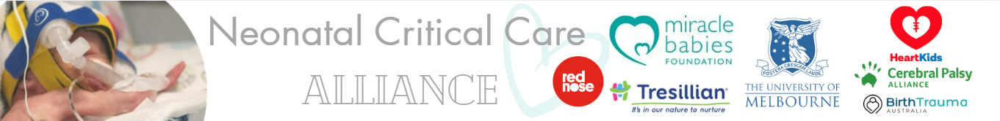 Neonatal Critical Care
ALLIANCE
red
nose
miracle
babies
FOUNDATION
Tresillian
It's in our nature to nurture
POSTERA CRESCAM LAUDE
THE UNIVERSITY OF
MELBOURNE
HeartKids
Cerebral Palsy
ALLIANCE
BirthTrauma
AUSTRALIA